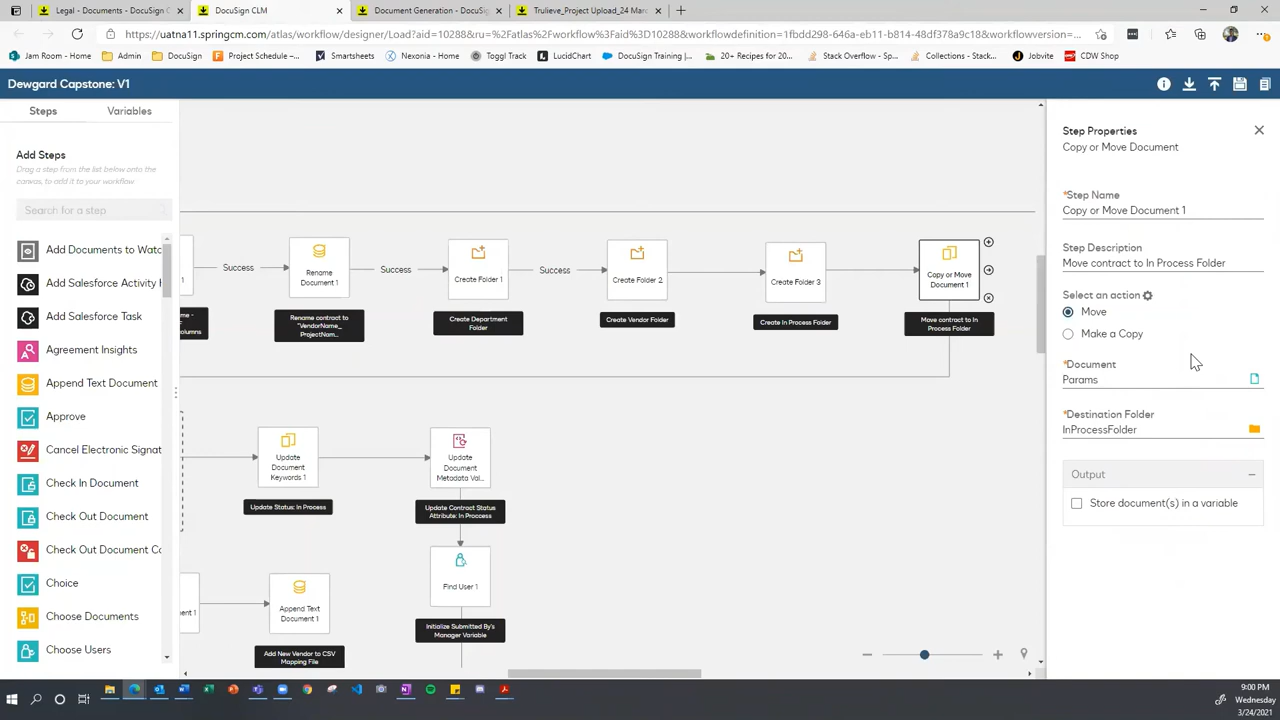 Legal - Documents - DocuSign C
DocuSign CLM
Document Generation - DocuSig
Trulieve_Project Upload_24 Marc
https://uatna11.springcm.com/atlas/workflow/designer/Load?aid=10288&ru=%2Fatlas%2Fworkflow%3Faid%3D10288&workflowdefinition=1fbdd298-646a-eb11-b814-48df378a9c18&workflowversion=...
Jam Room - Home
Admin
DocuSign
Project Schedule -...
Smartsheets
Nexonia - Home
Toggl Track
LucidChart
DocuSign Training |...
20+ Recipes for 20...
Stack Overflow - Sp...
Collections - Stack...
Jobvite
CDW Shop
Dewgard Capstone: V1
Steps
Variables
Add Steps
Drag a step from the list below onto the
canvas, to add it to your workflow
Search for a step
Add Documents to Watc
Add Salesforce Activity H
Add Salesforce Task
Agreement Insights
Append Text Document
Approve
Cancel Electronic Signat
Check In Document
Check Out Document
Check Out Document Co
Choice
Choose Documents
Choose Users
1
Success
Rename
Document 1
Success
Create Folder 1
Success
Create Folder 2
Create Folder 3
Copy or Move
Document 1
olumns
Rename contract to
"VendorName_
ProjectNam...
Create Department
Folder
Create Vendor Folder
Create In Process Folder
Move contract to In
Process Folder
Update
Document
Keywords 1
Update Status: In Process
Update
Document
Metadata Val...
Update Contract Status
Attribute: In Proccess
Find User 1
Initialize Submitted By's
Manager Variable
ment 1
Append Text
Document 1
Add New Vendor to CSV
Mapping File
Step Properties
Copy or Move Document
*Step Name
Copy or Move Document 1
Step Description
Move contract to In Process Folder
Select an action
Move
Make a Copy
*Document
Params
*Destination Folder
InProcessFolder
Output
Store document(s) in a variable
9:00 PM
Wednesday
3/24/2021